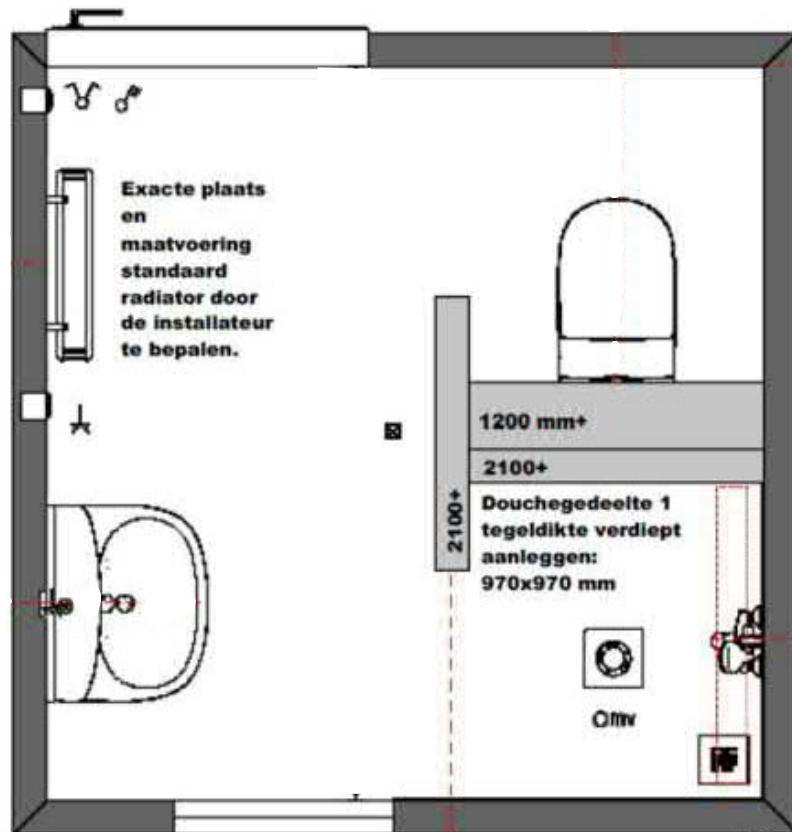 Exacte plaats
en
maatvoering
standaard
radiator door
de installateur
te bepalen.
1200 mm+
2100+
2100+
Douchegedeelte 1
tegeldikte verdiept
aanleggen:
970x970 mm
mv